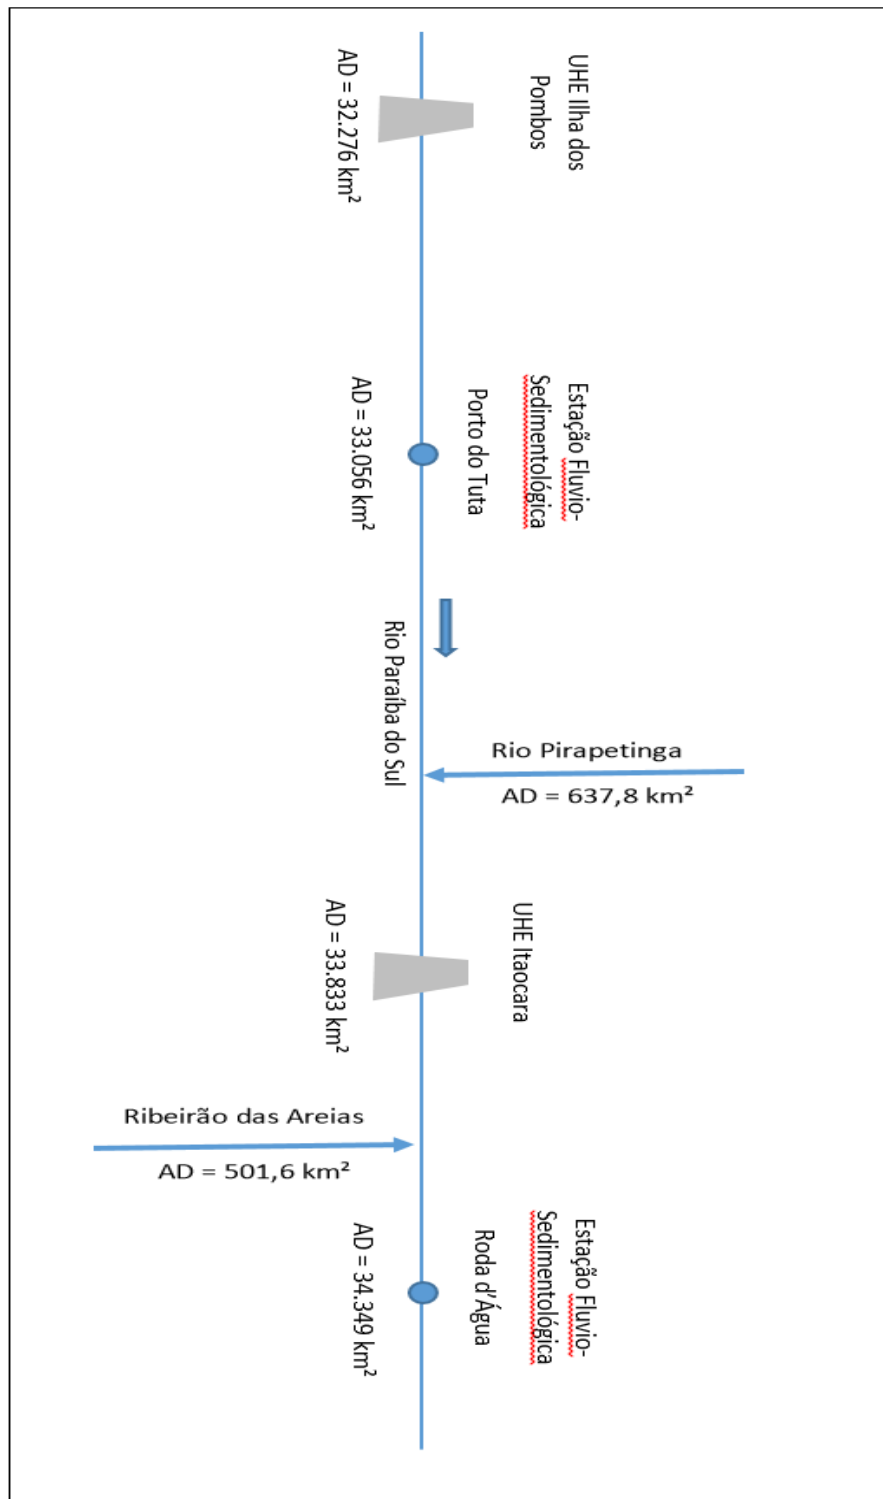 UHE Ilha dos
Pombos
AD = 32.276 km²
Estação Fluvio-
Sedimentológica
Porto do Tuta
AD = 33.056 km²
Rio Paraíba do Sul
Rio Pirapetinga
AD = 637,8 km²
UHE Itaocara
AD = 33.833 km²
Ribeirão das Areias
AD = 501,6 km²
Estação Fluvio-
Sedimentológica
Roda d’Água
AD = 34.349 km²